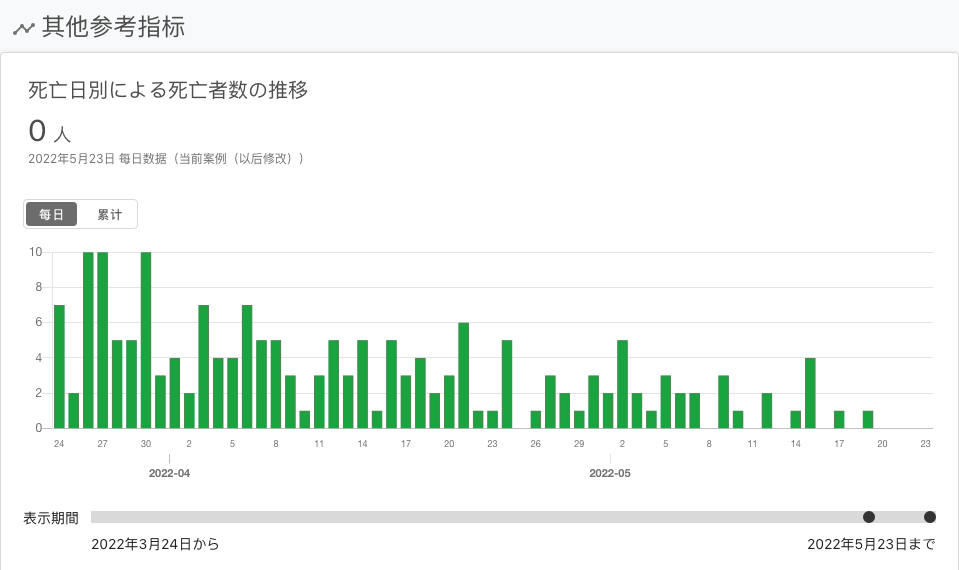 其他参考指标
死亡日別による死亡者数の推移
0 人
2022年5月23日 每日数据（当前案例（以后修改））
每日 累计
10
8
6
4
2
0
24 27 30 2 5 8 11 14 17 20 23 26 29 2 5 8 11 14 17 20 23
2022-04 2022-05
表示期間
2022年3月24日から 2022年5月23日まで